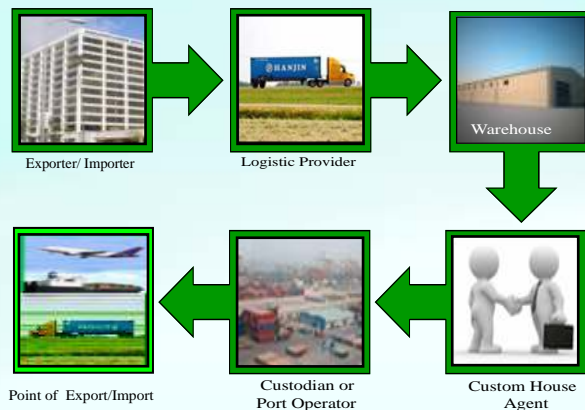 HANJIN
Warehouse
Exporter/ Importer
Logistic Provider
Point of Export/Import
Custodian or
Port Operator
Custom House
Agent